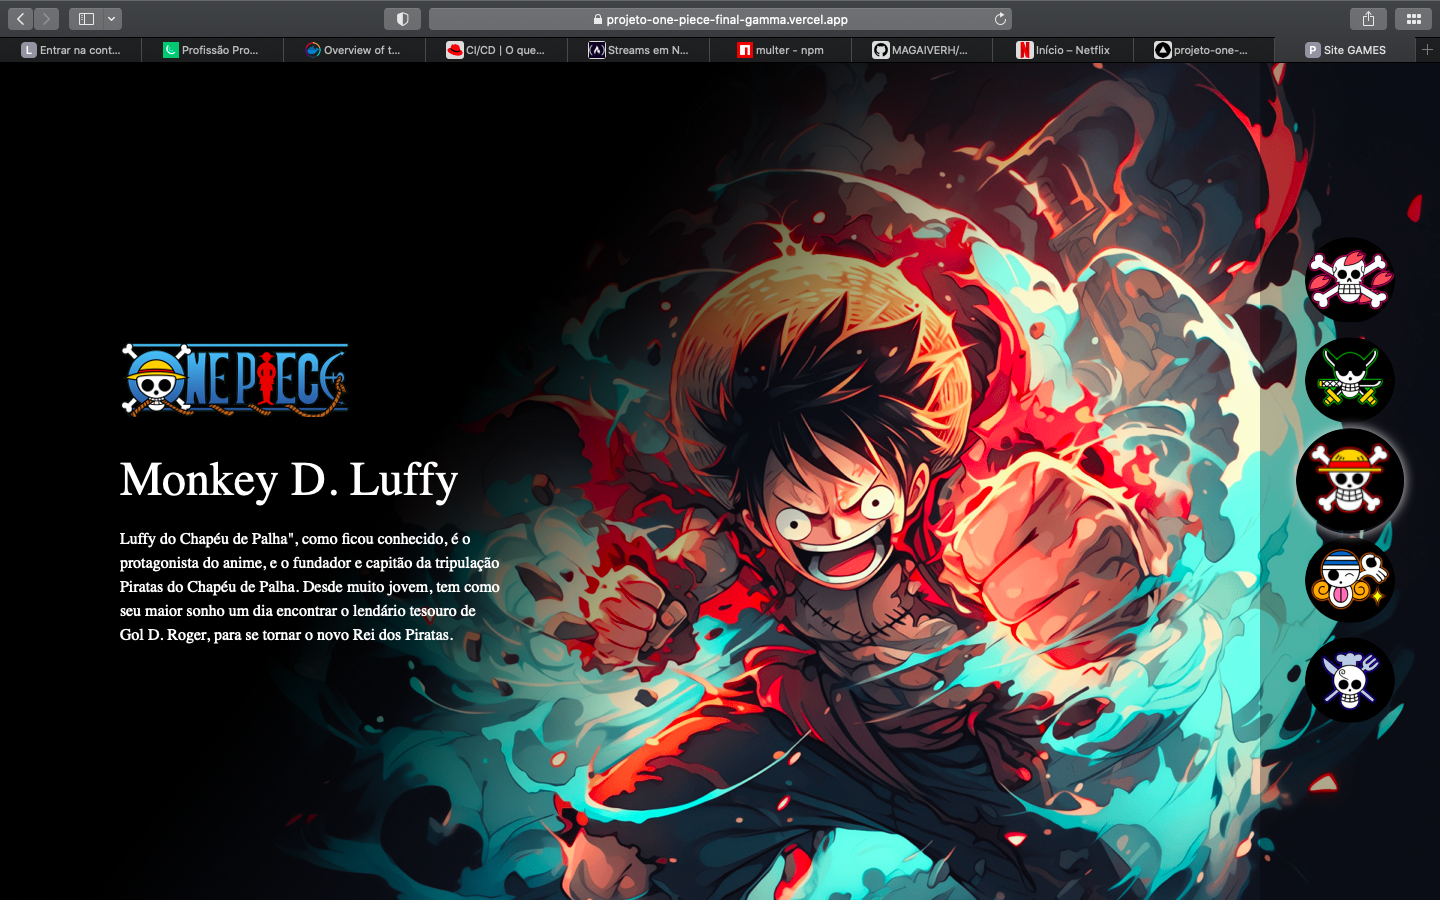 projeto-one-piece-final-gamma.vercel.app
L Entrar na cont...
Profissão Pro...
Overview of t...
CI/CD | O que...
Streams em N...
multer - npm
MAGAIVERH/...
Início – Netflix
projeto-one-...
P Site GAMES
ONE PIECE
Monkey D. Luffy
Luffy do Chapéu de Palha", como ficou conhecido, é o
protagonista do anime, e o fundador e capitão da tripulação
Piratas do Chapéu de Palha. Desde muito jovem, tem como
seu maior sonho um dia encontrar o lendário tesouro de
Gol D. Roger, para se tornar o novo Rei dos Piratas.